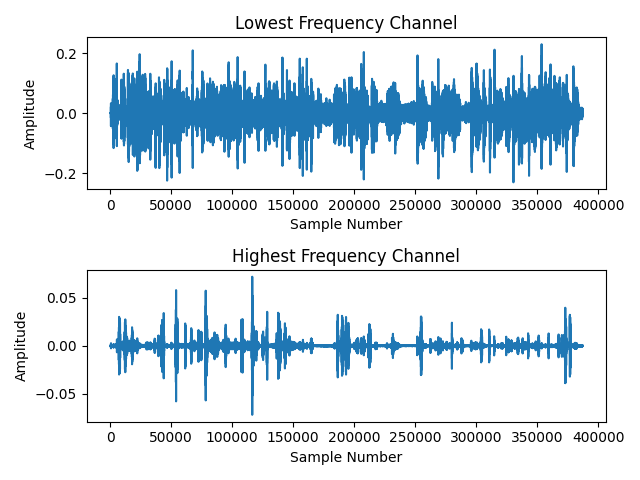 Lowest Frequency Channel
0.2
0.0
−0.2
Amplitude
0 50000 100000 150000 200000 250000 300000 350000 400000
Sample Number
Highest Frequency Channel
0.05
0.00
−0.05
Amplitude
0 50000 100000 150000 200000 250000 300000 350000 400000
Sample Number